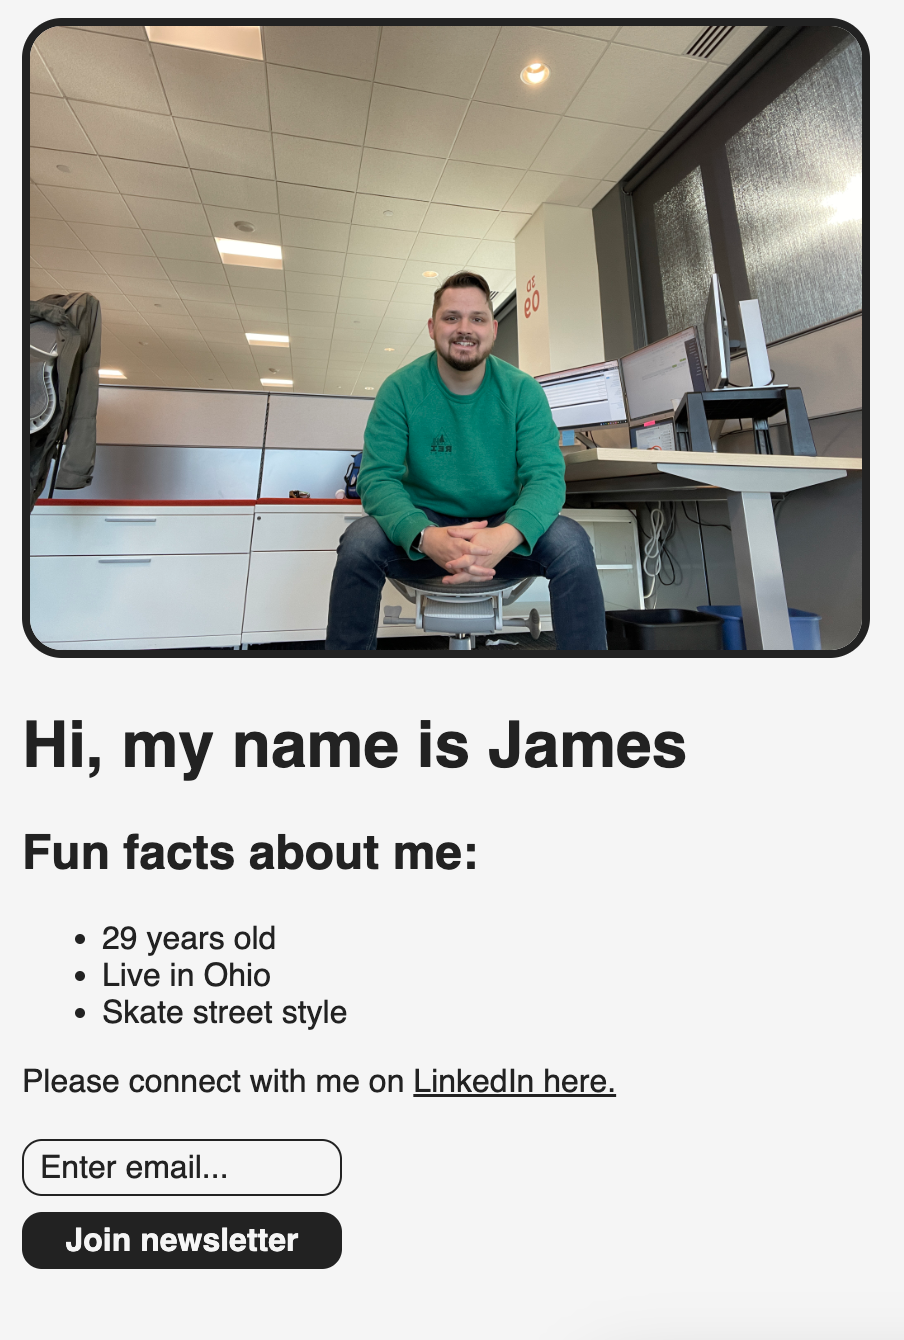 Hi, my name is James
Fun facts about me:
29 years old
Live in Ohio
Skate street style
Please connect with me on LinkedIn here.
Enter email...
Join newsletter